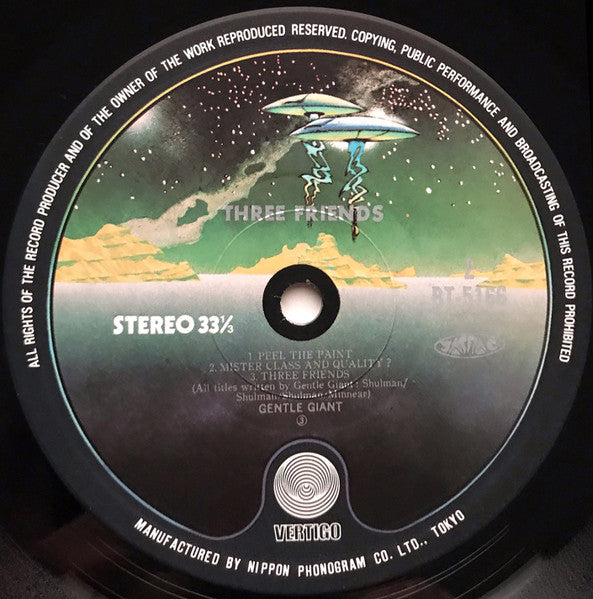 ALL RIGHTS OF THE RECORD PRODUCER AND OF THE OWNER OF THE WORK REPRODUCED RESERVED. COPYING, PUBLIC PERFORMANCE AND BROADCASTING OF THIS RECORD PROHIBITED
THREE FRIENDS
2
STEREO 33⅓
1. PEEL THE PAINT
2. MISTER CLASS AND QUALITY ?
3. THREE FRIENDS
(All titles written by Gentle Giant : Shulman/
Shulman/Shulman/Minnear)
GENTLE GIANT
③
VERTIGO
MANUFACTURED BY NIPPON PHONOGRAM CO. LTD., TOKYO